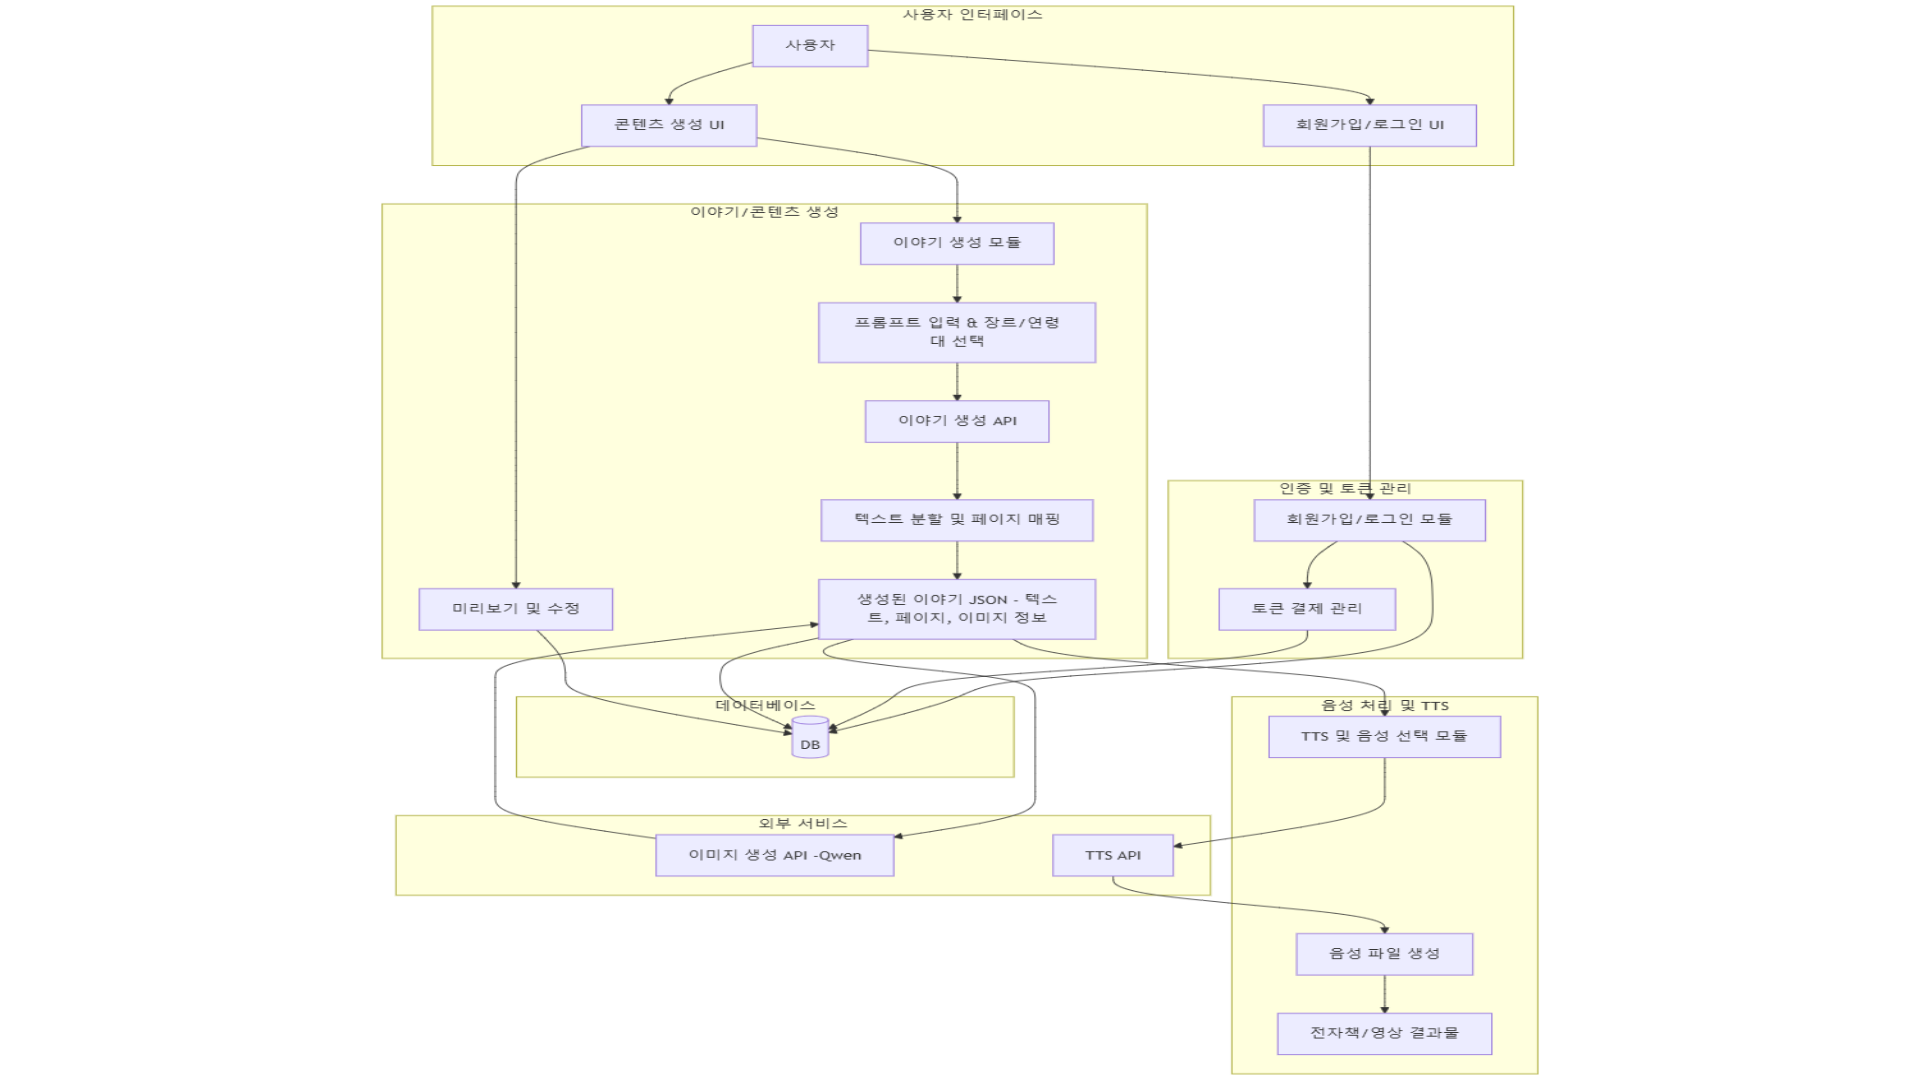 사용자 인터페이스
사용자
콘텐츠 생성 UI
회원가입/로그인 UI
이야기/콘텐츠 생성
이야기 생성 모듈
프롬프트 입력 & 장르/연령
대 선택
이야기 생성 API
텍스트 분할 및 페이지 매핑
생성된 이야기 JSON - 텍스
트, 페이지, 이미지 정보
미리보기 및 수정
인증 및 토큰 관리
회원가입/로그인 모듈
토큰 결제 관리
데이터베이스
DB
음성 처리 및 TTS
TTS 및 음성 선택 모듈
외부 서비스
이미지 생성 API -Qwen
TTS API
음성 파일 생성
전자책/영상 결과물